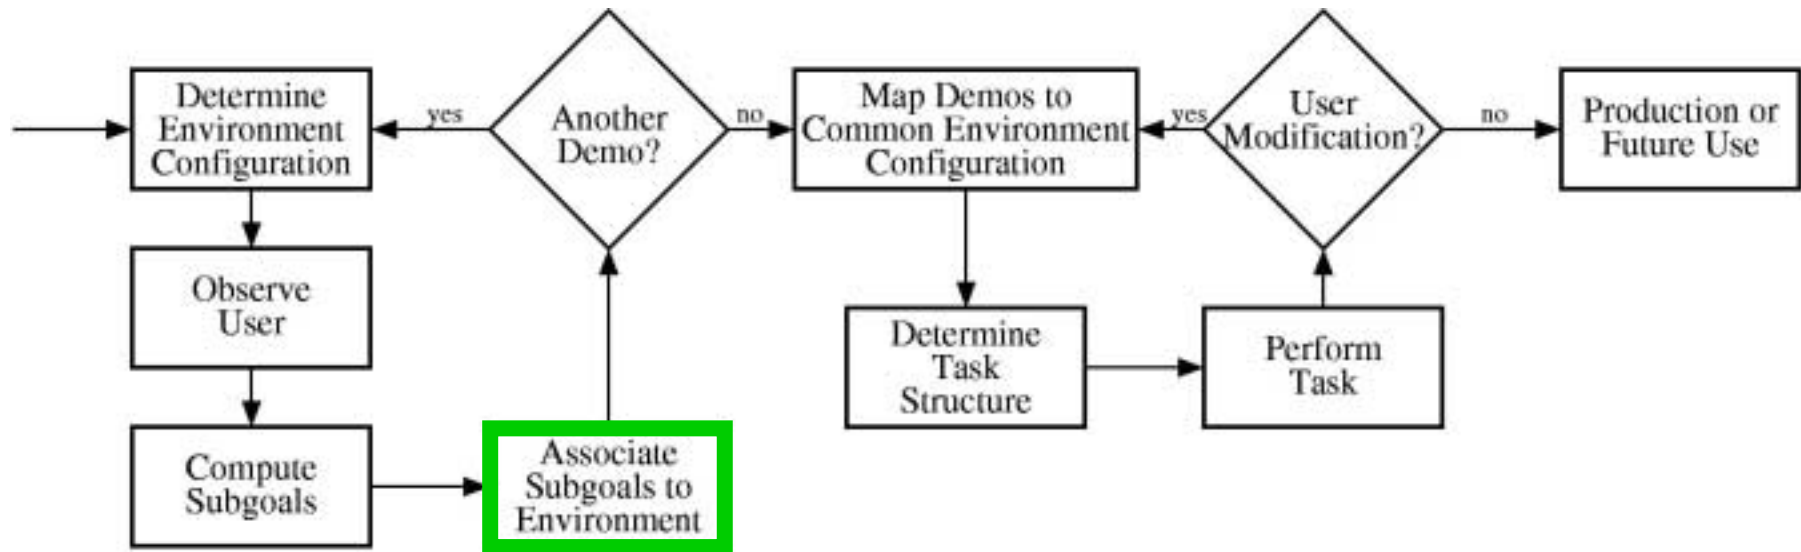 Determine
Environment
Configuration
yes
Another
Demo?
no
Map Demos to
Common Environment
Configuration
yes
User
Modification?
no
Production or
Future Use
Observe
User
Determine
Task
Structure
Perform
Task
Compute
Subgoals
Associate
Subgoals to
Environment